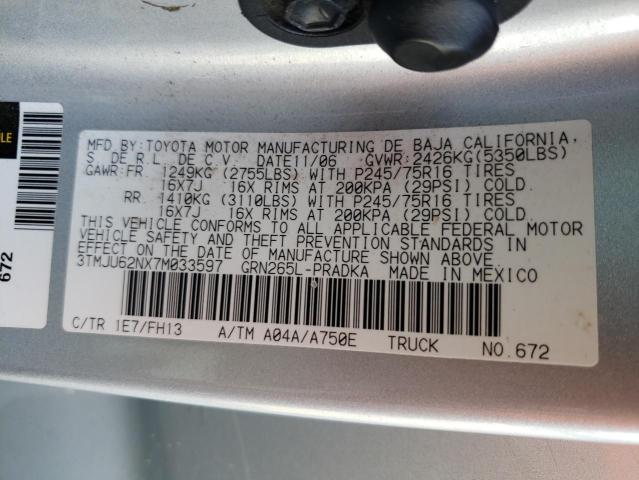 MFD.BY:TOYOTA MOTOR MANUFACTURING DE BAJA CALIFORNIA,
S. DE R.L. DE C.V. DATE11/06 GVWR:2426KG(5350LBS)
GAWR:FR. 1249KG (2755LBS) WITH P245/75R16 TIRES
16X7J 16X RIMS AT 200KPA (29PSI) COLD.
RR. 1410KG (3110LBS) WITH P245/75R16 TIRES
16X7J 16X RIMS AT 200KPA (29PSI) COLD.
THIS VEHICLE CONFORMS TO ALL APPLICABLE FEDERAL MOTOR
VEHICLE SAFETY AND THEFT PREVENTION STANDARDS IN
EFFECT ON THE DATE OF MANUFACTURE SHOWN ABOVE.
3TMJU62NX7M033597 GRN265L-PRADKA MADE IN MEXICO
C/TR 1E7/FH13 A/TM A04A/A750E TRUCK NO.672
672